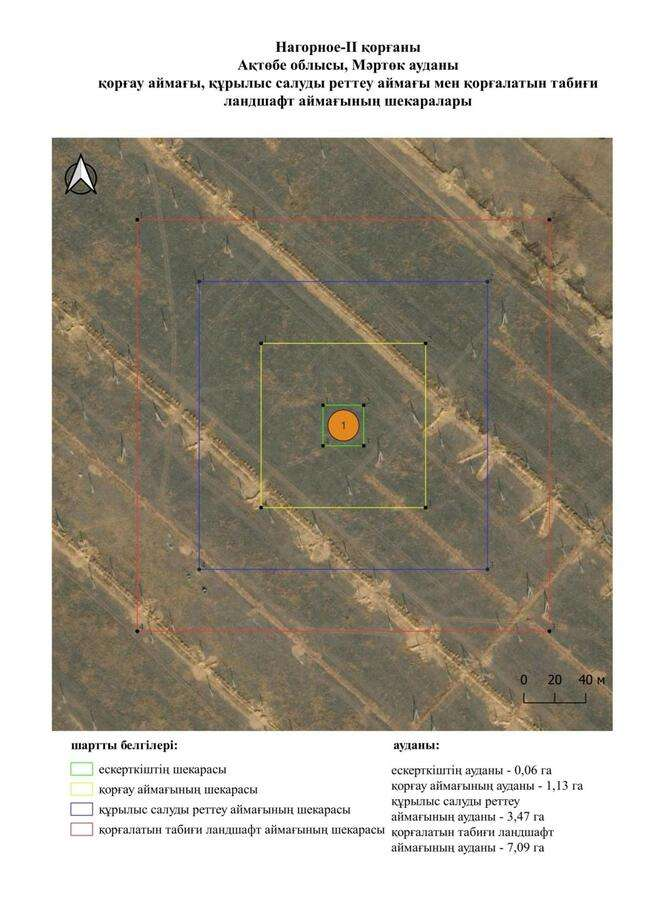 Нагорное-II қорғаны
Ақтөбе облысы, Мәртөк ауданы
қорғау аймағы, құрылыс салуды реттеу аймағы мен қорғалатын табиғи
ландшафт аймағының шекаралары
1
0 20 40 м
шартты белгілері:
ескерткіштің шекарасы
қорғау аймағының шекарасы
құрылыс салуды реттеу аймағының шекарасы
қорғалатын табиғи ландшафт аймағының шекарасы
ауданы:
ескерткіштің ауданы - 0,06 га
қорғау аймағының ауданы - 1,13 га
құрылыс салуды реттеу
аймағының ауданы - 3,47 га
қорғалатын табиғи ландшафт
аймағының ауданы - 7,09 га